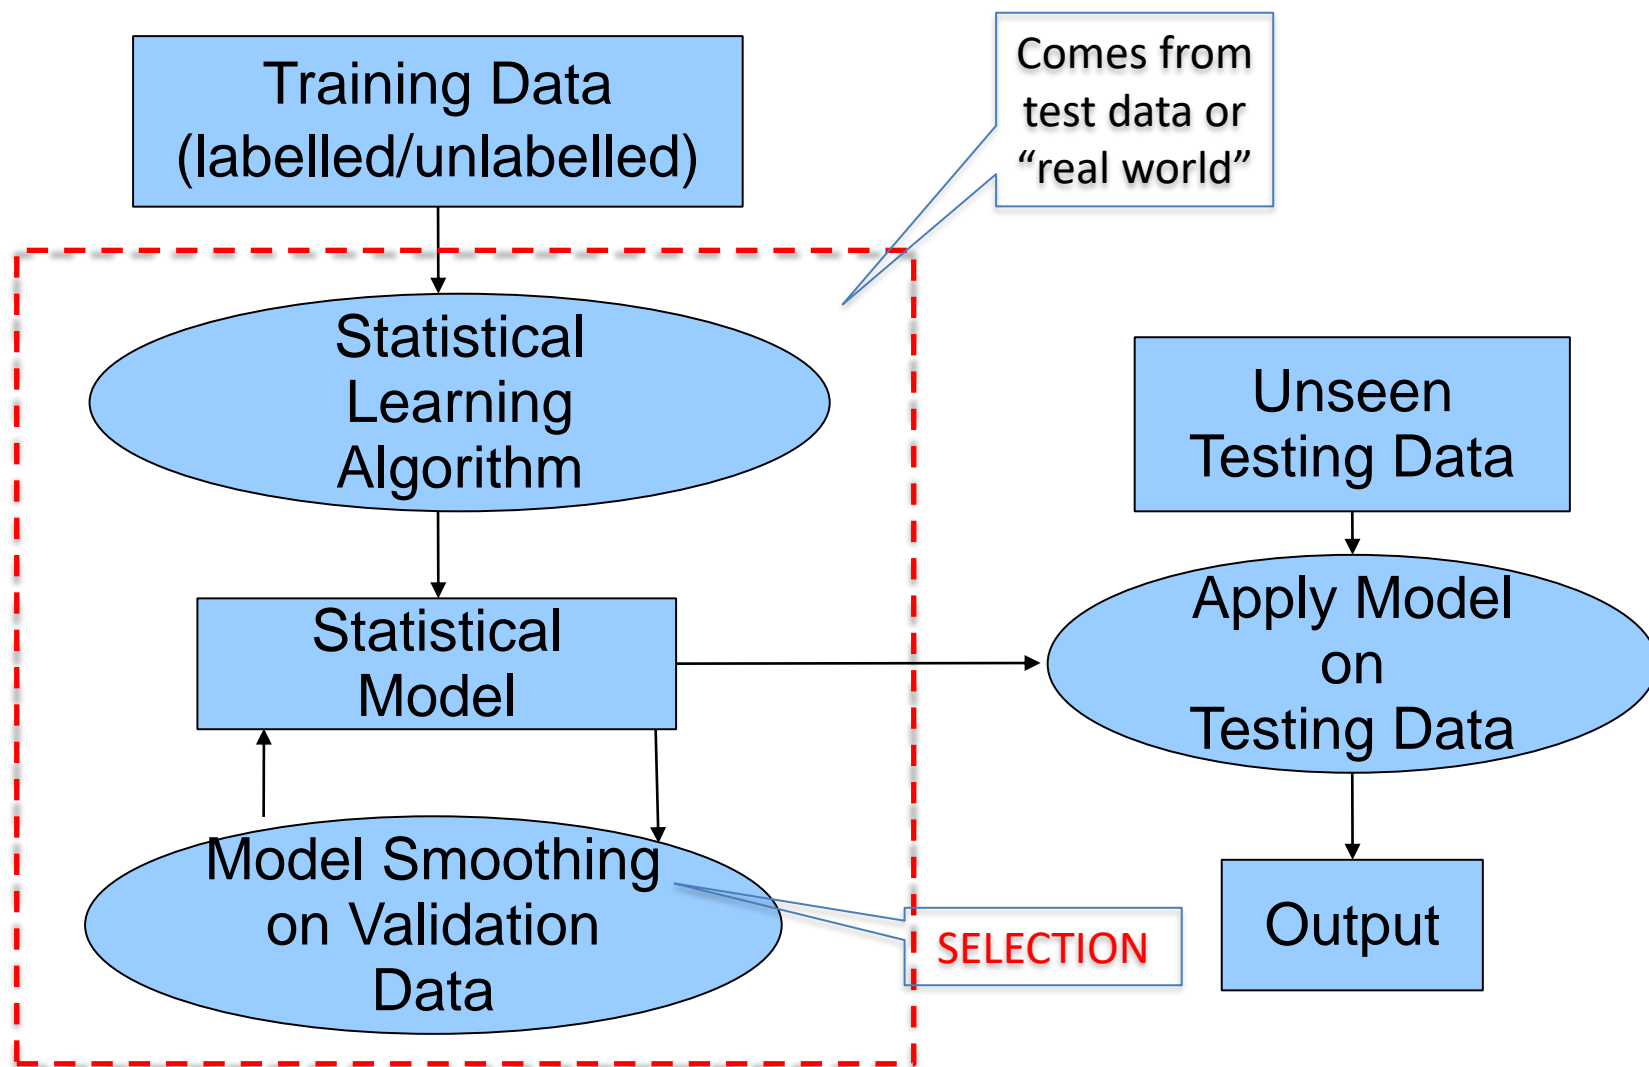 Training Data
(labelled/unlabelled)
Comes from
test data or
“real world”
Statistical
Learning
Algorithm
Unseen
Testing Data
Statistical
Model
Apply Model
on
Testing Data
Model Smoothing
on Validation
Data
SELECTION
Output